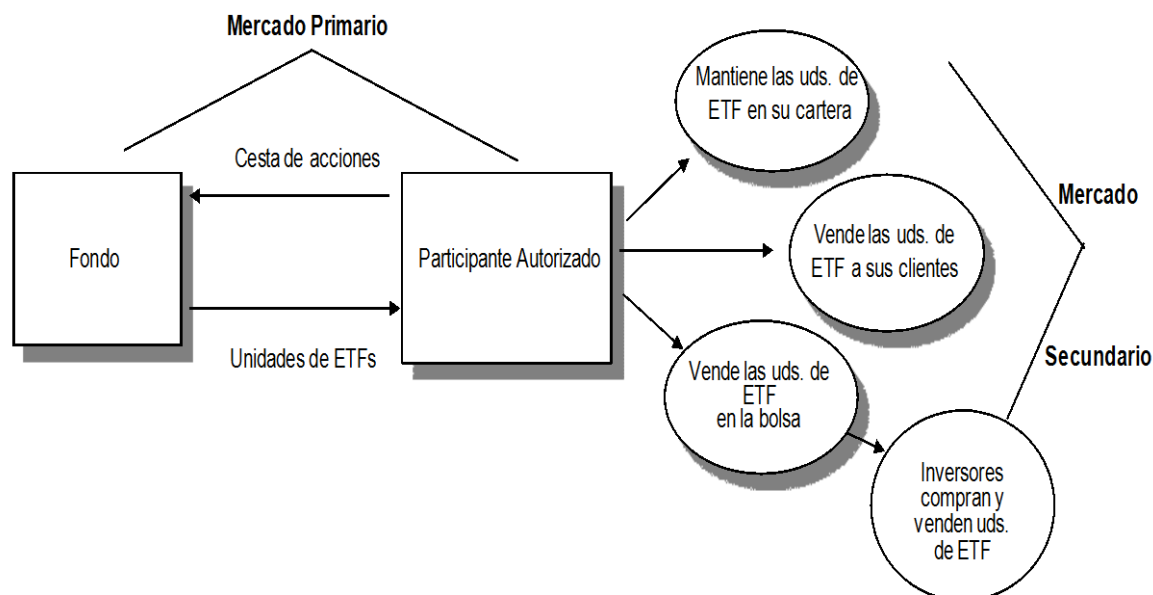 Mercado Primario
Cesta de acciones
Fondo
Participante Autorizado
Unidades de ETFs
Mantiene las uds. de
ETF en su cartera
Vende las uds. de
ETF a sus clientes
Vende las uds. de
ETF
en la bolsa
Inversores
compran y
venden uds.
de ETF
Mercado
Secundario